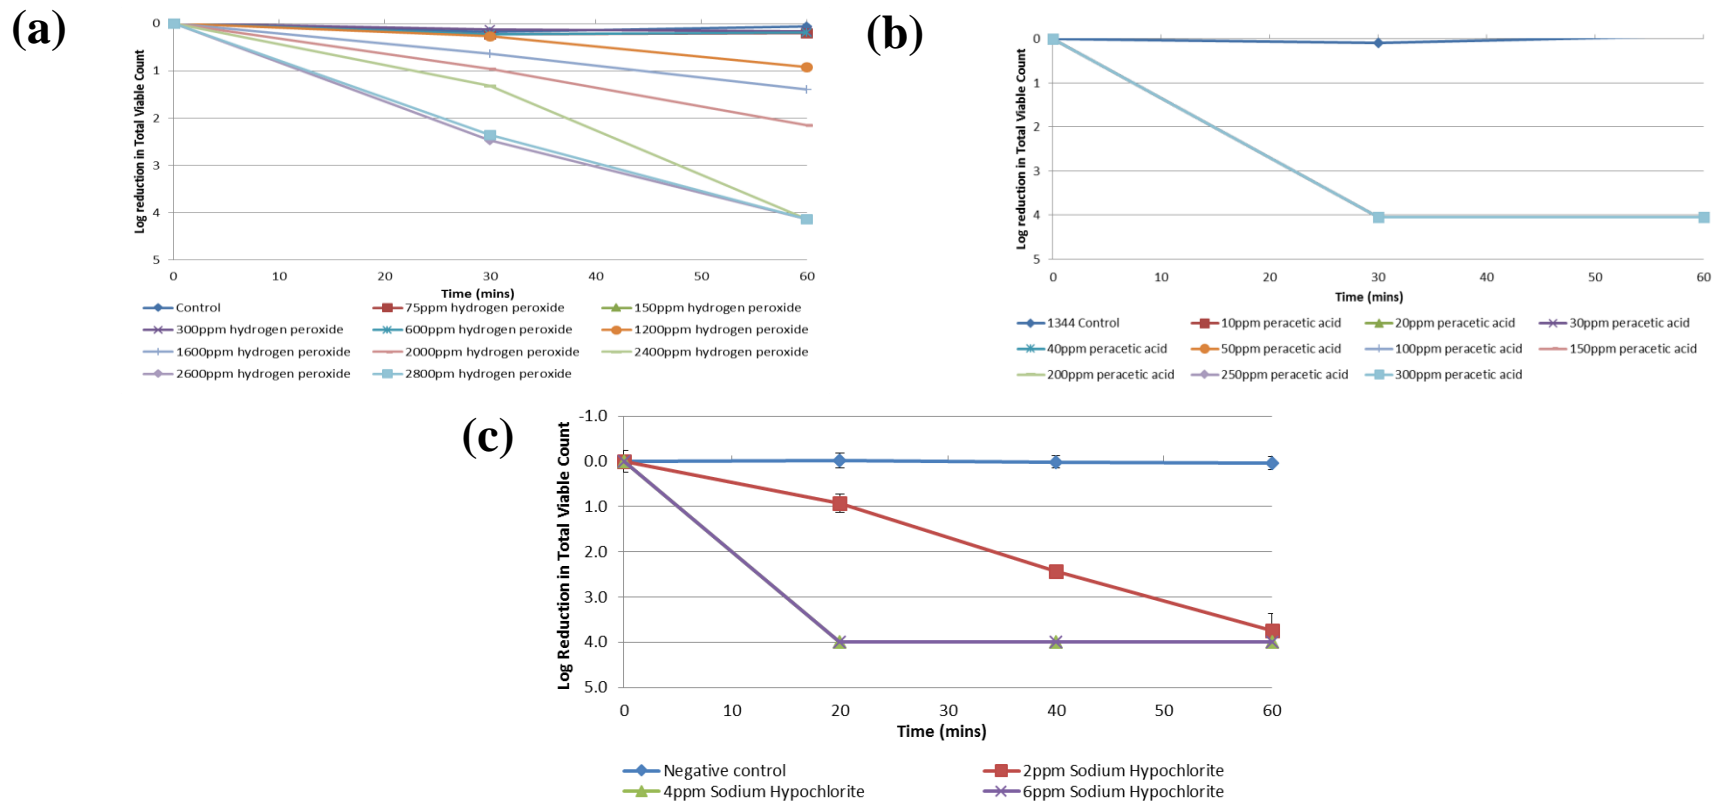 (a)
Log reduction in Total Viable Count
0
1
2
3
4
5
0 10 20 30 40 50 60
Time (mins)
Control 75ppm hydrogen peroxide 150ppm hydrogen peroxide
300ppm hydrogen peroxide 600ppm hydrogen peroxide 1200ppm hydrogen peroxide
1600ppm hydrogen peroxide 2000ppm hydrogen peroxide 2400ppm hydrogen peroxide
2600ppm hydrogen peroxide 2800pm hydrogen peroxide
(b)
Log reduction in Total Viable Count
0
1
2
3
4
5
0 10 20 30 40 50 60
Time (mins)
1344 Control 10ppm peracetic acid 20ppm peracetic acid 30ppm peracetic acid
40ppm peracetic acid 50ppm peracetic acid 100ppm peracetic acid 150ppm peracetic acid
200ppm peracetic acid 250ppm peracetic acid 300ppm peracetic acid
(c)
Log Reduction in Total Viable Count
-1.0
0.0
1.0
2.0
3.0
4.0
5.0
0 10 20 30 40 50 60
Time (mins)
Negative control 2ppm Sodium Hypochlorite
4ppm Sodium Hypochlorite 6ppm Sodium Hypochlorite